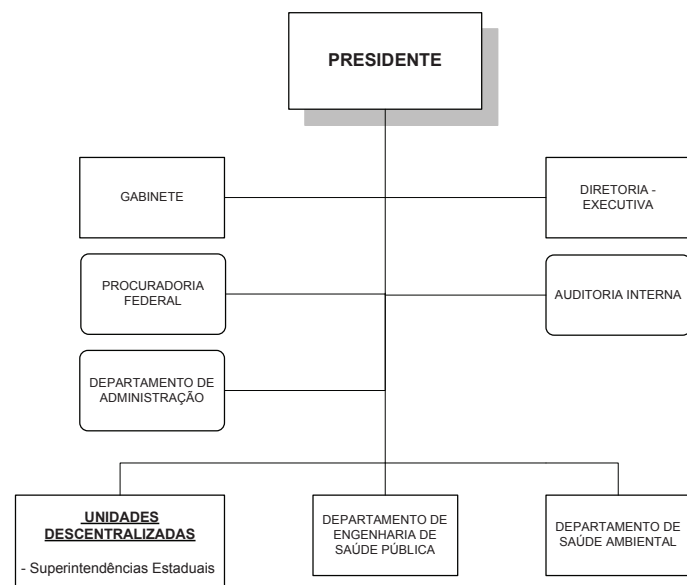 PRESIDENTE
GABINETE
DIRETORIA -
EXECUTIVA
PROCURADORIA
FEDERAL
AUDITORIA INTERNA
DEPARTAMENTO DE
ADMINISTRAÇÃO
UNIDADES
DESCENTRALIZADAS
- Superintendências Estaduais
DEPARTAMENTO DE
ENGENHARIA DE
SAÚDE PÚBLICA
DEPARTAMENTO DE
SAÚDE AMBIENTAL